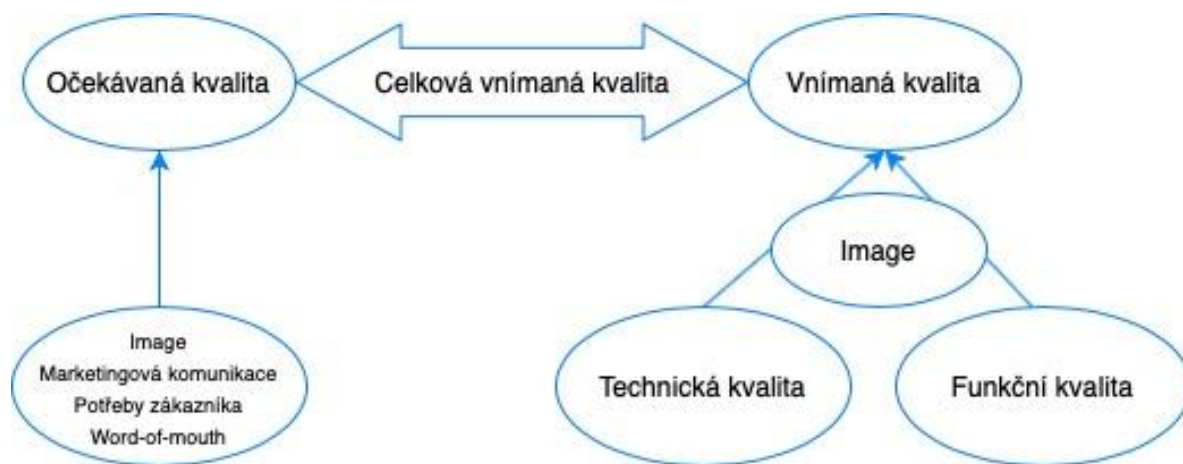 Očekávaná kvalita
Celková vnímaná kvalita
Vnímaná kvalita
Image
Image
Marketingová komunikace
Potřeby zákazníka
Word-of-mouth
Technická kvalita
Funkční kvalita